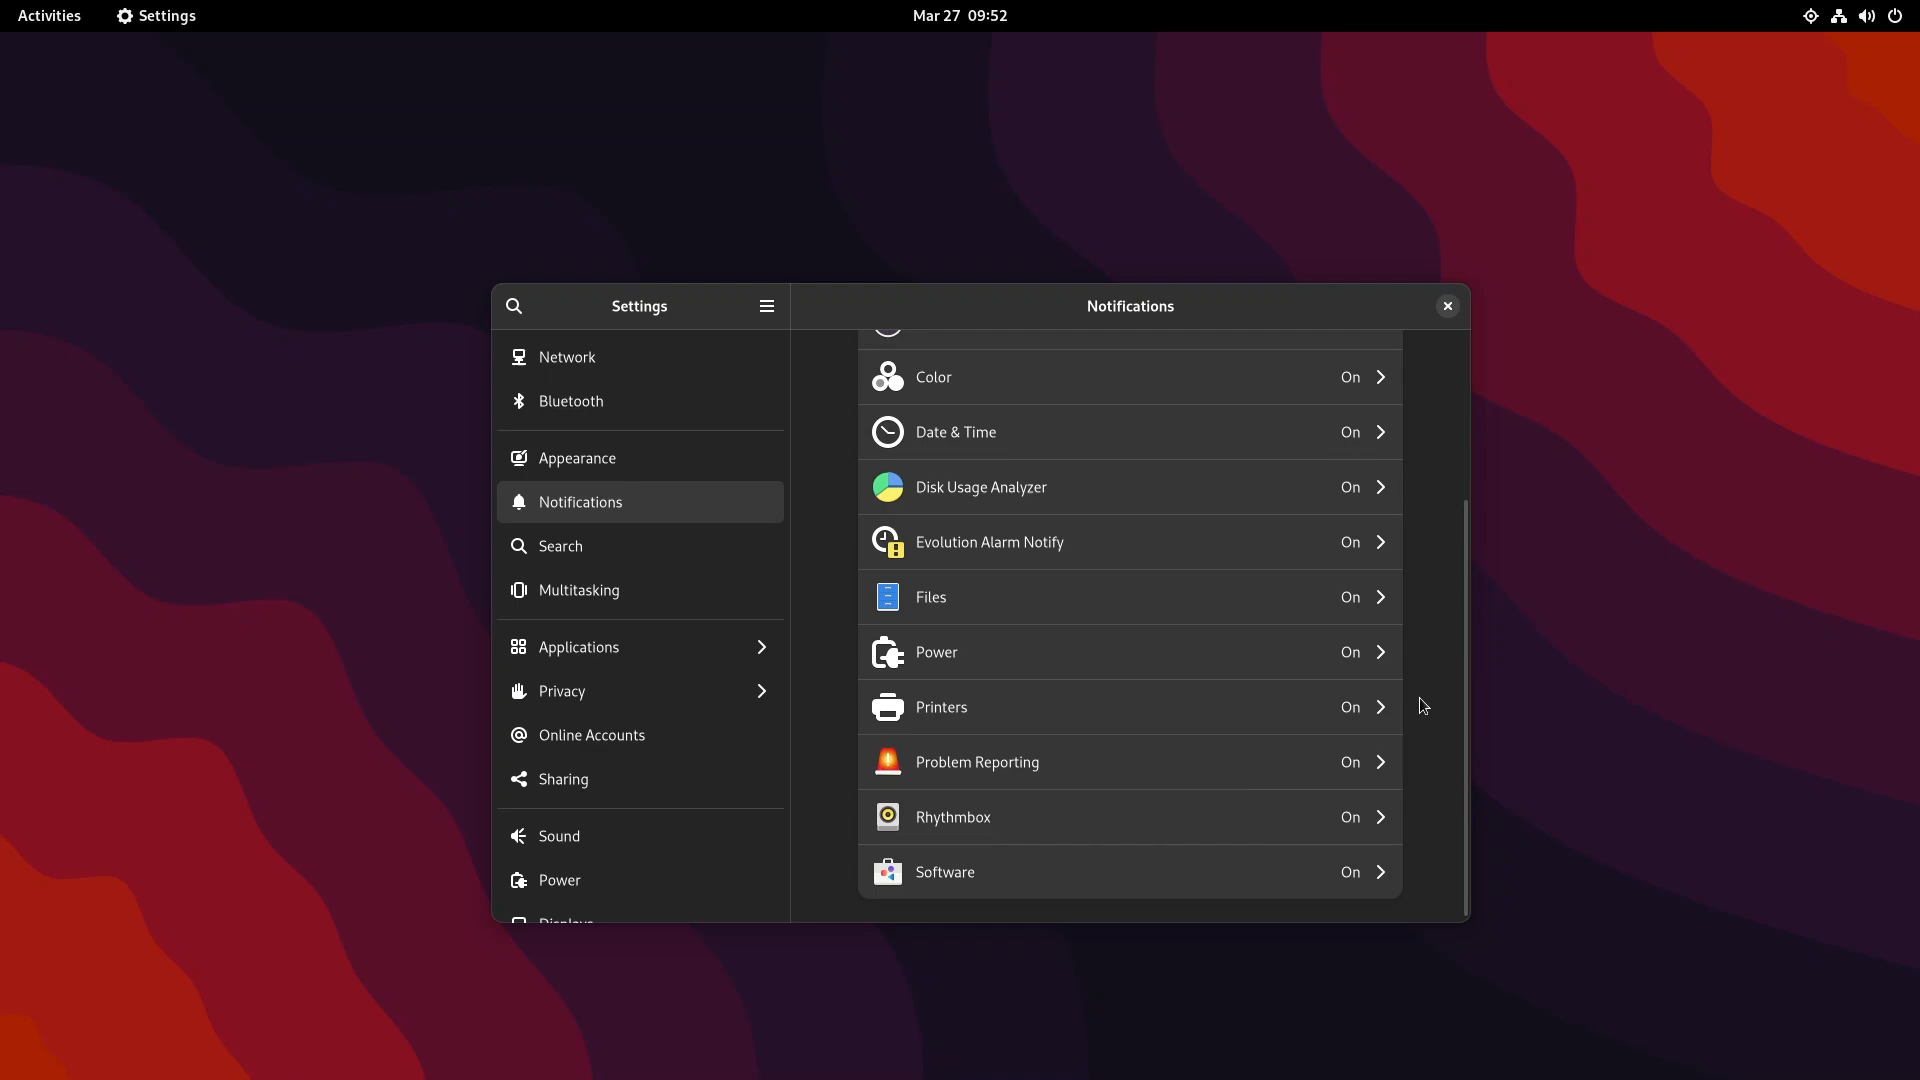 Activities
Settings
Mar 27 09:52
Settings
Notifications
Network
Bluetooth
Appearance
Notifications
Search
Multitasking
Applications
Privacy
Online Accounts
Sharing
Sound
Power
Displays
Color On
Date & Time On
Disk Usage Analyzer On
Evolution Alarm Notify On
Files On
Power On
Printers On
Problem Reporting On
Rhythmbox On
Software On